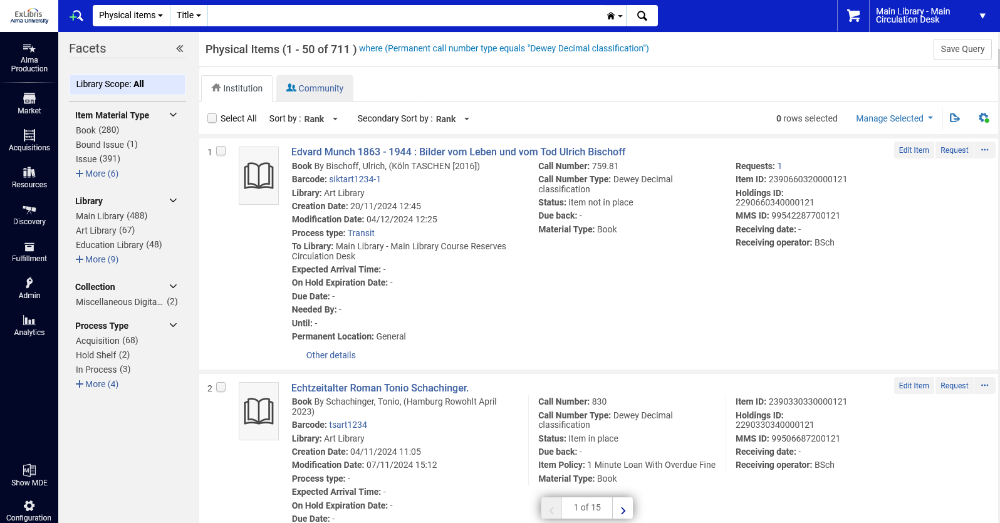 ExLibris
Alma University
Physical items
Title
Main Library - Main
Circulation Desk
Alma
Production
Market
Acquisitions
Resources
Discovery
Fulfillment
Admin
Analytics
Show MDE
Configuration
Facets
Library Scope: All
Item Material Type
Book (280)
Bound Issue (1)
Issue (391)
More (6)
Library
Main Library (488)
Art Library (67)
Education Library (48)
More (9)
Collection
Miscellaneous Digita... (2)
Process Type
Acquisition (68)
Hold Shelf (2)
In Process (3)
More (4)
Physical Items (1 - 50 of 711 ) where (Permanent call number type equals "Dewey Decimal classification")
Save Query
Institution
Community
Select All Sort by : Rank Secondary Sort by : Rank
0 rows selected Manage Selected
1
Edvard Munch 1863 - 1944 : Bilder vom Leben und vom Tod Ulrich Bischoff
Edit Item Request ...
Book By Bischoff, Ulrich, (Köln TASCHEN [2016])
Barcode: siktart1234-1
Library: Art Library
Creation Date: 20/11/2024 12:45
Modification Date: 04/12/2024 12:25
Process type: Transit
To Library: Main Library - Main Library Course Reserves
Circulation Desk
Expected Arrival Time: -
On Hold Expiration Date: -
Due Date: -
Needed By: -
Until: -
Permanent Location: General
Call Number: 759.81
Call Number Type: Dewey Decimal
classification
Status: Item not in place
Due back: -
Material Type: Book
Requests: 1
Item ID: 2390660320000121
Holdings ID:
2290660340000121
MMS ID: 99542287700121
Receiving date: -
Receiving operator: BSch
Other details
2
Echtzeitalter Roman Tonio Schachinger.
Edit Item Request ...
Book By Schachinger, Tonio, (Hamburg Rowohlt April
2023)
Barcode: tsart1234
Library: Art Library
Creation Date: 04/11/2024 11:05
Modification Date: 07/11/2024 15:12
Process type: -
Expected Arrival Time: -
On Hold Expiration Date: -
Due Date: -
Call Number: 830
Call Number Type: Dewey Decimal
classification
Status: Item in place
Due back: -
Item Policy: 1 Minute Loan With Overdue Fine
Material Type: Book
Item ID: 2390330330000121
Holdings ID:
2290330340000121
MMS ID: 99506687200121
Receiving date: -
Receiving operator: BSch
1 of 15